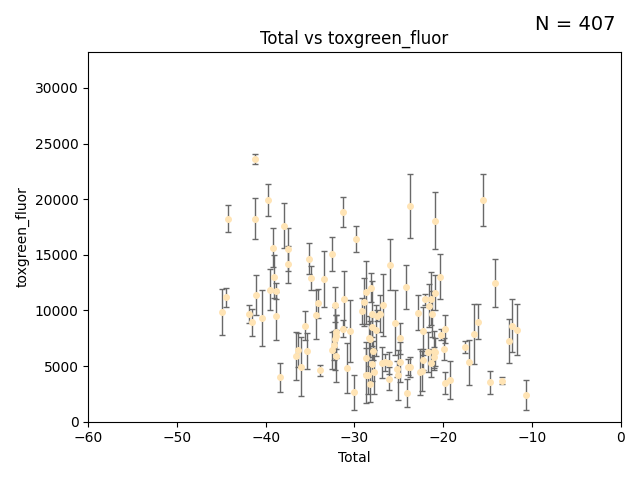 N = 407
Total vs toxgreen_fluor
30000
25000
20000
15000
10000
5000
0
toxgreen_fluor
−60 −50 −40 −30 −20 −10 0
Total